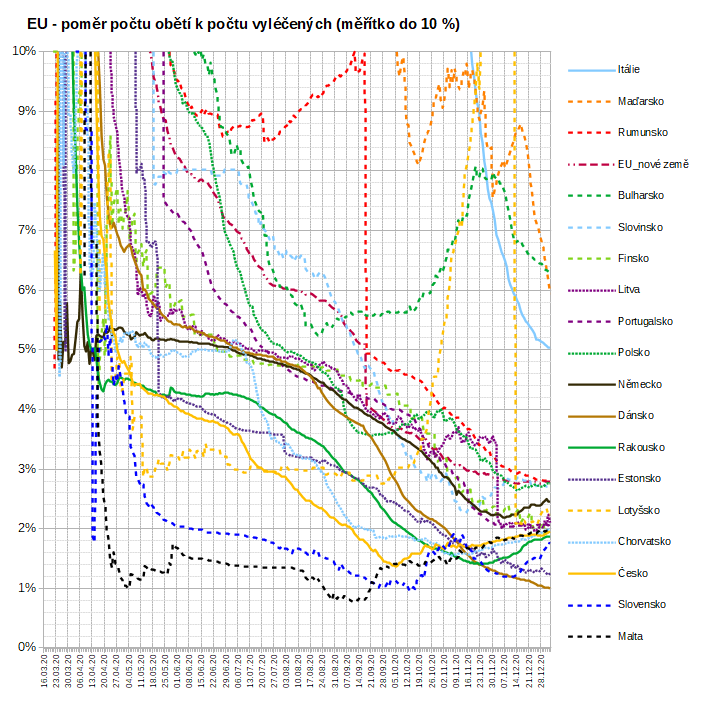 EU - poměr počtu obětí k počtu vyléčených (měřítko do 10 %)
10%
9%
8%
7%
6%
5%
4%
3%
2%
1%
0%
Itálie
Maďarsko
Rumunsko
EU_nové země
Bulharsko
Slovinsko
Finsko
Litva
Portugalsko
Polsko
Německo
Dánsko
Rakousko
Estonsko
Lotyšsko
Chorvatsko
Česko
Slovensko
Malta
16.03.20
23.03.20
30.03.20
06.04.20
13.04.20
20.04.20
27.04.20
04.05.20
11.05.20
18.05.20
25.05.20
01.06.20
08.06.20
15.06.20
22.06.20
29.06.20
06.07.20
13.07.20
20.07.20
27.07.20
03.08.20
10.08.20
17.08.20
24.08.20
31.08.20
07.09.20
14.09.20
21.09.20
28.09.20
05.10.20
12.10.20
19.10.20
26.10.20
02.11.20
09.11.20
16.11.20
23.11.20
30.11.20
07.12.20
14.12.20
21.12.20
28.12.20